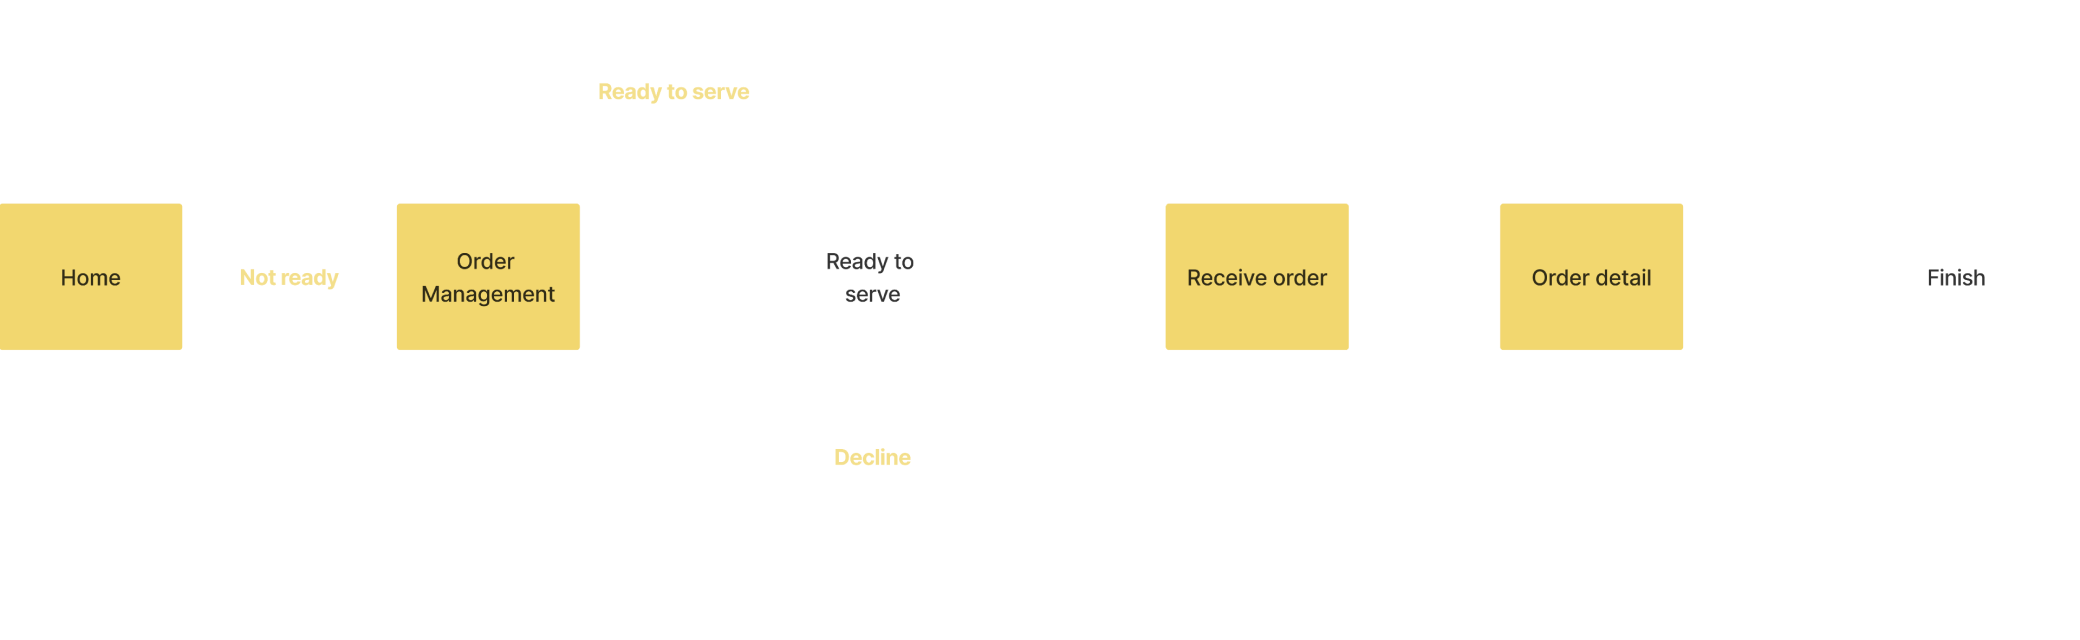 Ready to serve
Home
Not ready
Order
Management
Ready to
serve
Receive order
Order detail
Finish
Decline